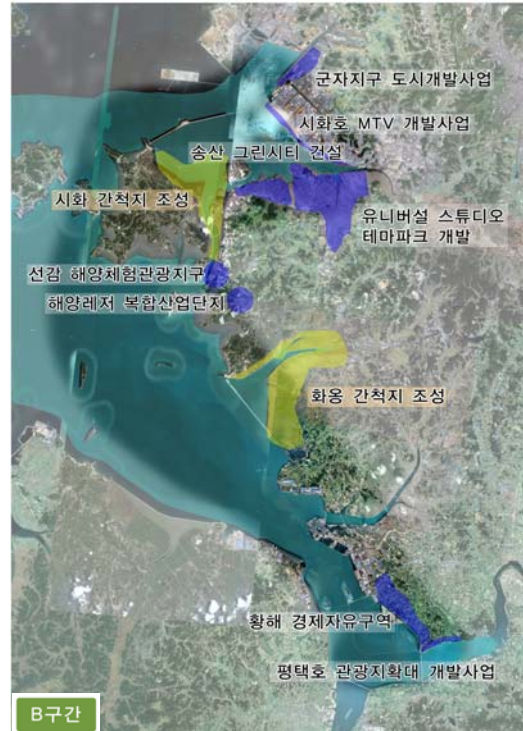 군자지구 도시개발사업
시화호 MTV 개발사업
송산 그린시티 건설
시화 간척지 조성
유니버설 스튜디오
테마파크 개발
선감 해양체험관광지구
해양레저 복합산업단지
화옹 간척지 조성
황해 경제자유구역
평택호 관광지확대 개발사업
B구간